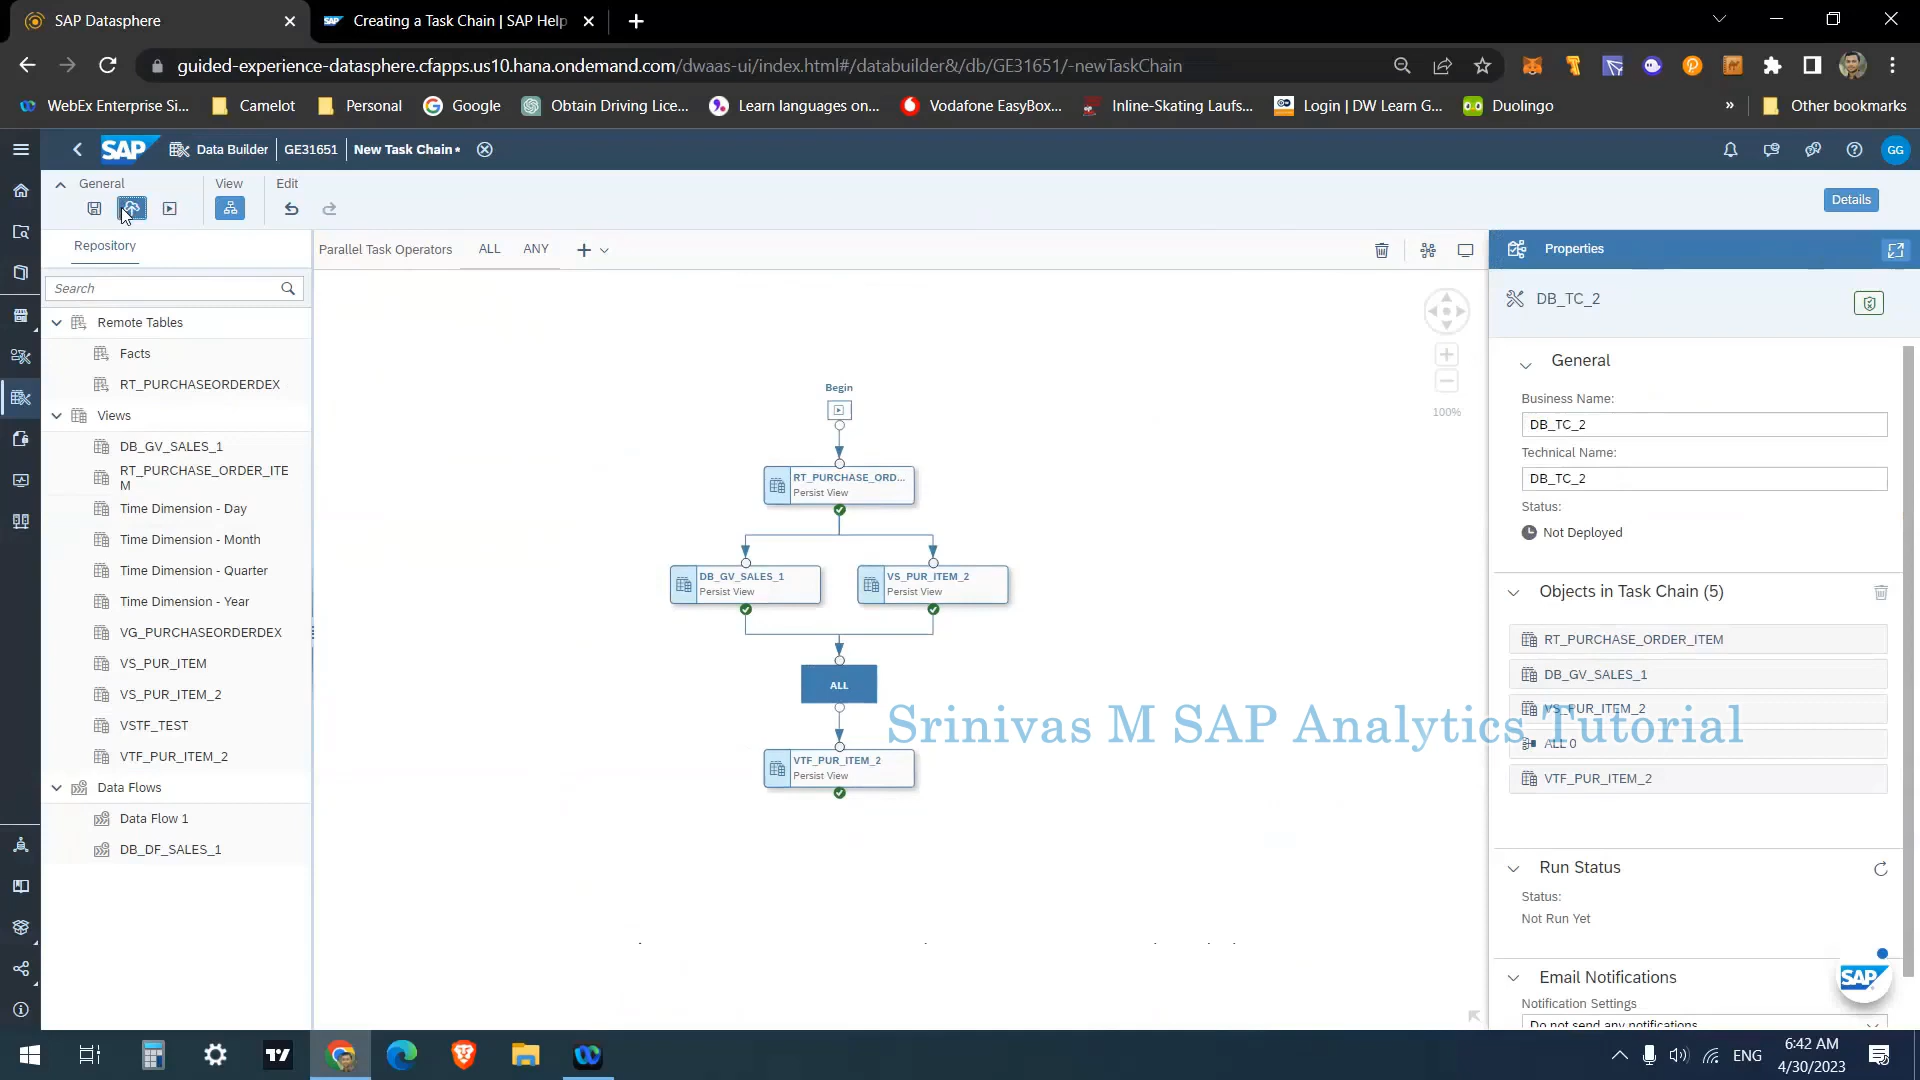 SAP Datasphere
Creating a Task Chain | SAP Help
guided-experience-datasphere.cfapps.us10.hana.ondemand.com/dwaas-ui/index.html#/databuilder&/db/GE31651/-newTaskChain
WebEx Enterprise Si...
Camelot
Personal
Google
Obtain Driving Lice...
Learn languages on...
Vodafone EasyBox...
Inline-Skating Laufs...
Login | DW Learn G...
Duolingo
»
Other bookmarks
SAP
Data Builder
GE31651
New Task Chain*
GG
General
View
Edit
Details
Repository
Parallel Task Operators
ALL
ANY
Properties
Search
DB_TC_2
Remote Tables
Facts
RT_PURCHASEORDERDEX
Views
DB_GV_SALES_1
RT_PURCHASE_ORDER_ITE
M
Time Dimension - Day
Time Dimension - Month
Time Dimension - Quarter
Time Dimension - Year
VG_PURCHASEORDERDEX
VS_PUR_ITEM
VS_PUR_ITEM_2
VSTF_TEST
VTF_PUR_ITEM_2
Data Flows
Data Flow 1
DB_DF_SALES_1
Begin
RT_PURCHASE_ORD...
Persist View
DB_GV_SALES_1
Persist View
VS_PUR_ITEM_2
Persist View
ALL
VTF_PUR_ITEM_2
Persist View
100%
Srinivas M SAP Analytics Tutorial
General
Business Name:
DB_TC_2
Technical Name:
DB_TC_2
Status:
Not Deployed
Objects in Task Chain (5)
RT_PURCHASE_ORDER_ITEM
DB_GV_SALES_1
VS_PUR_ITEM_2
ALL 0
VTF_PUR_ITEM_2
Run Status
Status:
Not Run Yet
Email Notifications
Notification Settings
Do not send any notifications
SAP
ENG
6:42 AM
4/30/2023